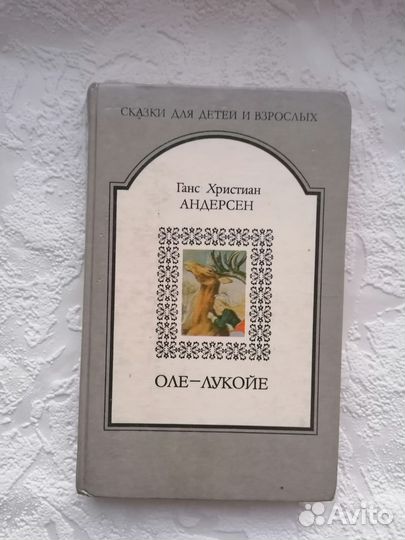 СКАЗКИ ДЛЯ ДЕТЕЙ И ВЗРОСЛЫХ
Ганс Христиан
АНДЕРСЕН
ОЛЕ-ЛУКОЙЕ
Avito